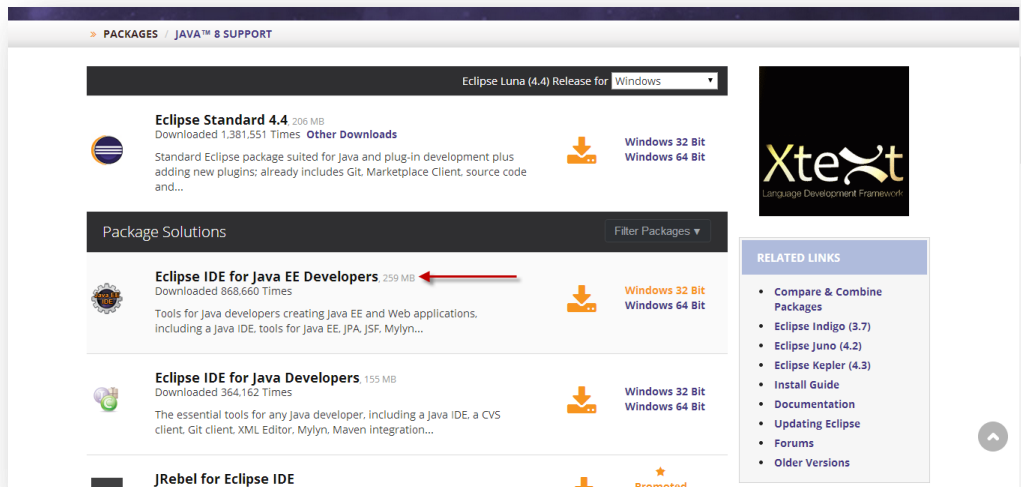 » PACKAGES / JAVA™ 8 SUPPORT
Eclipse Luna (4.4) Release for Windows
Eclipse Standard 4.4, 206 MB
Downloaded 1,381,551 Times Other Downloads
Standard Eclipse package suited for Java and plug-in development plus
adding new plugins; already includes Git, Marketplace Client, source code
and...
Windows 32 Bit
Windows 64 Bit
Package Solutions
Filter Packages ▾
Java EE
IDE
Eclipse IDE for Java EE Developers, 259 MB
Downloaded 868,660 Times
Tools for Java developers creating Java EE and Web applications,
including a Java IDE, tools for Java EE, JPA, JSF, Mylyn...
Windows 32 Bit
Windows 64 Bit
Eclipse IDE for Java Developers, 155 MB
Downloaded 364,162 Times
The essential tools for any Java developer, including a Java IDE, a CVS
client, Git client, XML Editor, Mylyn, Maven integration...
Windows 32 Bit
Windows 64 Bit
JRebel for Eclipse IDE
Promoted
Xtext
Language Development Framework
RELATED LINKS
• Compare & Combine
Packages
• Eclipse Indigo (3.7)
• Eclipse Juno (4.2)
• Eclipse Kepler (4.3)
• Install Guide
• Documentation
• Updating Eclipse
• Forums
• Older Versions